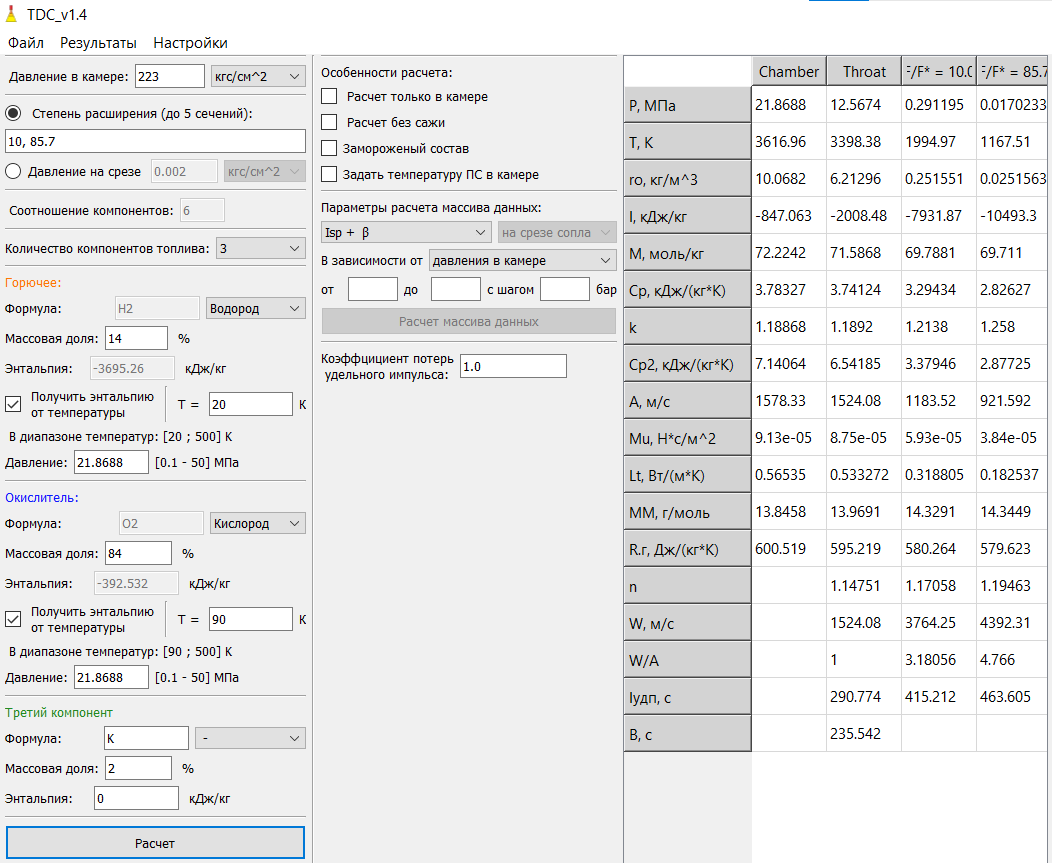 TDC_v1.4
Файл Результаты Настройки
Давление в камере: 223 кгс/см^2
Степень расширения (до 5 сечений):
10, 85.7
Давление на срезе 0.002 кгс/см^2
Соотношение компонентов: 6
Количество компонентов топлива: 3
Горючее:
Формула: H2 Водород
Массовая доля: 14 %
Энтальпия: -3695.26 кДж/кг
Получить энтальпию
от температуры T = 20 K
В диапазоне температур: [20 ; 500] K
Давление: 21.8688 [0.1 - 50] МПа
Окислитель:
Формула: O2 Кислород
Массовая доля: 84 %
Энтальпия: -392.532 кДж/кг
Получить энтальпию
от температуры T = 90 K
В диапазоне температур: [90 ; 500] K
Давление: 21.8688 [0.1 - 50] МПа
Третий компонент
Формула: K -
Массовая доля: 2 %
Энтальпия: 0 кДж/кг
Расчет
Особенности расчета:
Расчет только в камере
Расчет без сажи
Замороженый состав
Задать температуру ПС в камере
Параметры расчета массива данных:
Isp + β на срезе сопла
В зависимости от давления в камере
от до с шагом бар
Расчет массива данных
Коэффциициент потерь
удельного импульса: 1.0
Chamber Throat F/F* = 10.0 F/F* = 85.7
P, МПа 21.8688 12.5674 0.291195 0.0170233
T, K 3616.96 3398.38 1994.97 1167.51
ro, кг/м^3 10.0682 6.21296 0.251551 0.0251563
I, кДж/кг -847.063 -2008.48 -7931.87 -10493.3
M, моль/кг 72.2242 71.5868 69.7881 69.711
Cp, кДж/(кг*K) 3.78327 3.74124 3.29434 2.82627
k 1.18868 1.1892 1.2138 1.258
Cp2, кДж/(кг*K) 7.14064 6.54185 3.37946 2.87725
A, м/с 1578.33 1524.08 1183.52 921.592
Mu, Н*с/м^2 9.13e-05 8.75e-05 5.93e-05 3.84e-05
Lt, Вт/(м*K) 0.56535 0.533272 0.318805 0.182537
MM, г/моль 13.8458 13.9691 14.3291 14.3449
R.г, Дж/(кг*K) 600.519 595.219 580.264 579.623
n 1.14751 1.17058 1.19463
W, м/с 1524.08 3764.25 4392.31
W/A 1 3.18056 4.766
Iудп, с 290.774 415.212 463.605
B, с 235.542